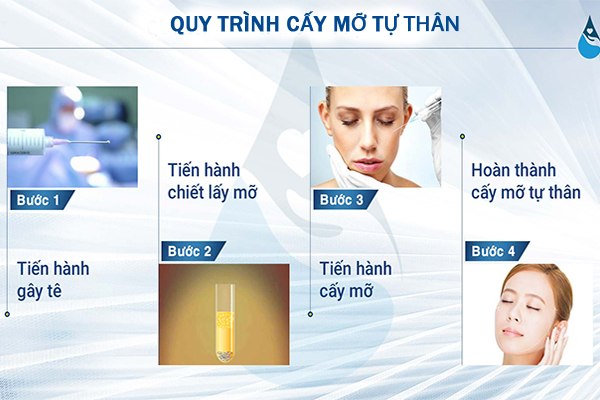 QUY TRÌNH CẤY MỠ TỰ THÂN
Bước 1
Tiến hành
gây tê
Tiến hành
chiết lấy mỡ
Bước 2
Bước 3
Tiến hành
cấy mỡ
Hoàn thành
cấy mỡ tự thân
Bước 4